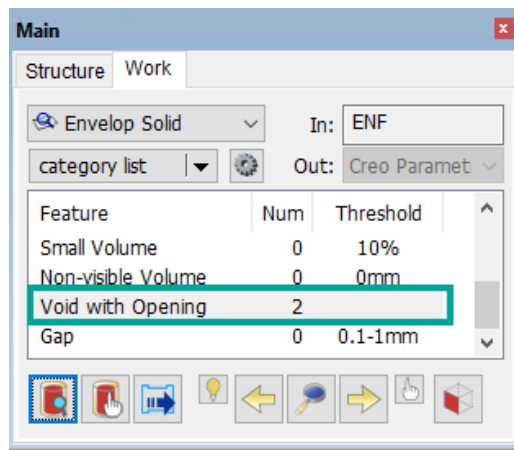 Main
Structure Work
Envelop Solid In: ENF
category list Out: Creo Paramet
Feature Num Threshold
Small Volume 0 10%
Non-visible Volume 0 0mm
Void with Opening 2
Gap 0 0.1-1mm